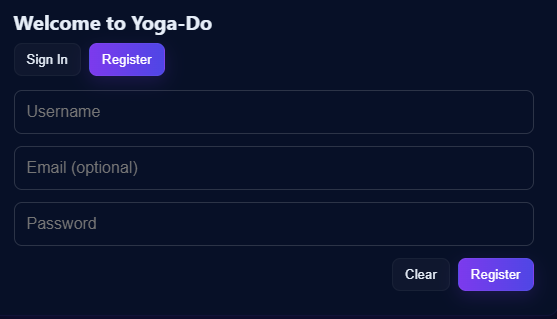 Welcome to Yoga-Do
Sign In Register
Username
Email (optional)
Password
Clear Register